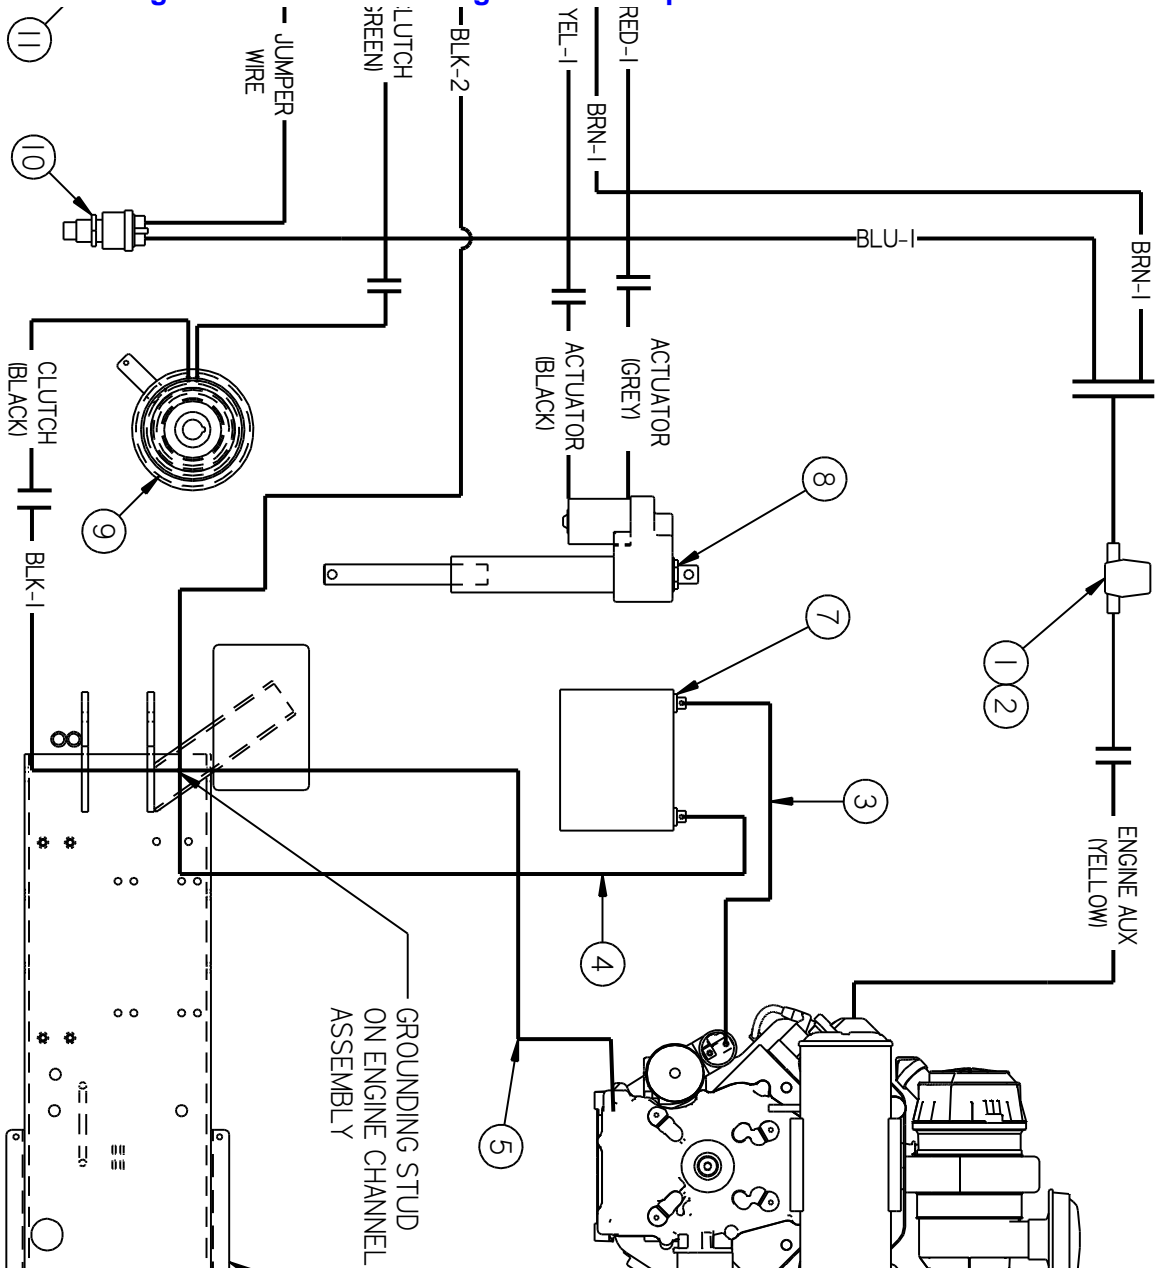 11
JUMPER
WIRE
BLK-2
YEL-1
BRN-1
RED-1
10
BLU-1
BRN-1
CLUTCH
(BLACK)
ACTUATOR
(BLACK)
ACTUATOR
(GREY)
8
9
BLK-1
7
1
2
3
ENGINE AUX
(YELLOW)
4
GROUNDING STUD
ON ENGINE CHANNEL
ASSEMBLY
5